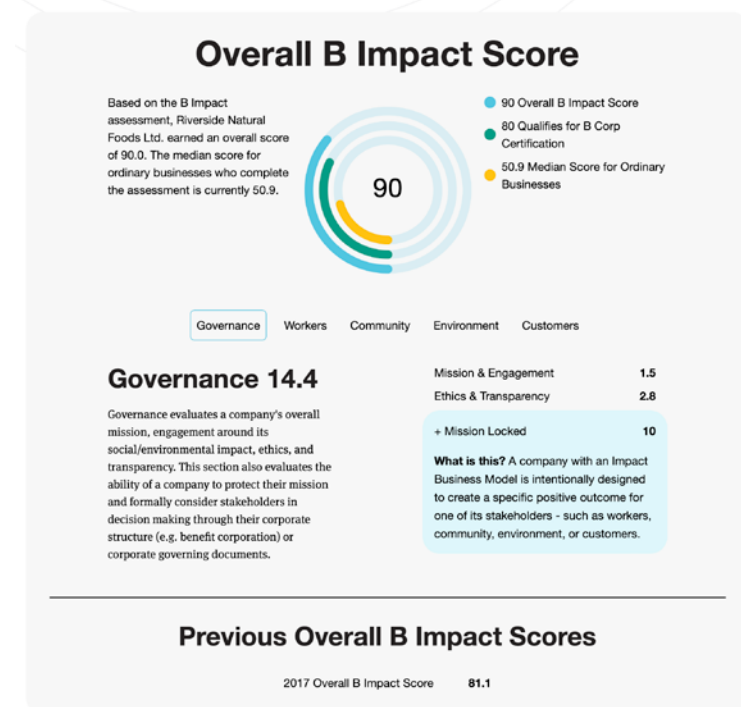 Overall B Impact Score
Based on the B Impact
assessment, Riverside Natural
Foods Ltd. earned an overall score
of 90.0. The median score for
ordinary businesses who complete
the assessment is currently 50.9.
90
90 Overall B Impact Score
80 Qualifies for B Corp
Certification
50.9 Median Score for Ordinary
Businesses
Governance Workers Community Environment Customers
Governance 14.4
Governance evaluates a company's overall
mission, engagement around its
social/environmental impact, ethics, and
transparency. This section also evaluates the
ability of a company to protect their mission
and formally consider stakeholders in
decision making through their corporate
structure (e.g. benefit corporation) or
corporate governing documents.
Mission & Engagement 1.5
Ethics & Transparency 2.8
+ Mission Locked 10
What is this? A company with an Impact
Business Model is intentionally designed
to create a specific positive outcome for
one of its stakeholders - such as workers,
community, environment, or customers.
Previous Overall B Impact Scores
2017 Overall B Impact Score 81.1